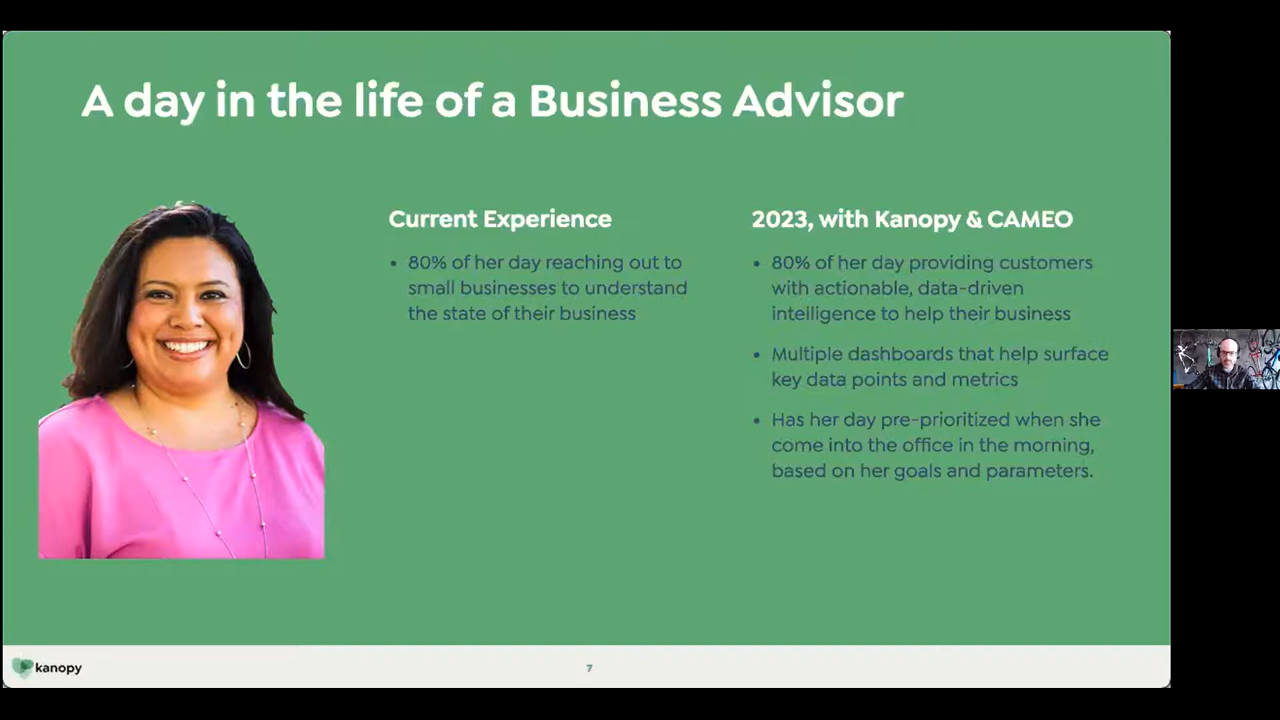 A day in the life of a Business Advisor
Current Experience
• 80% of her day reaching out to
small businesses to understand
the state of their business
2023, with Kanopy & CAMEO
• 80% of her day providing customers
with actionable, data-driven
intelligence to help their business
• Multiple dashboards that help surface
key data points and metrics
• Has her day pre-prioritized when she
come into the office in the morning,
based on her goals and parameters.
kanopy
7